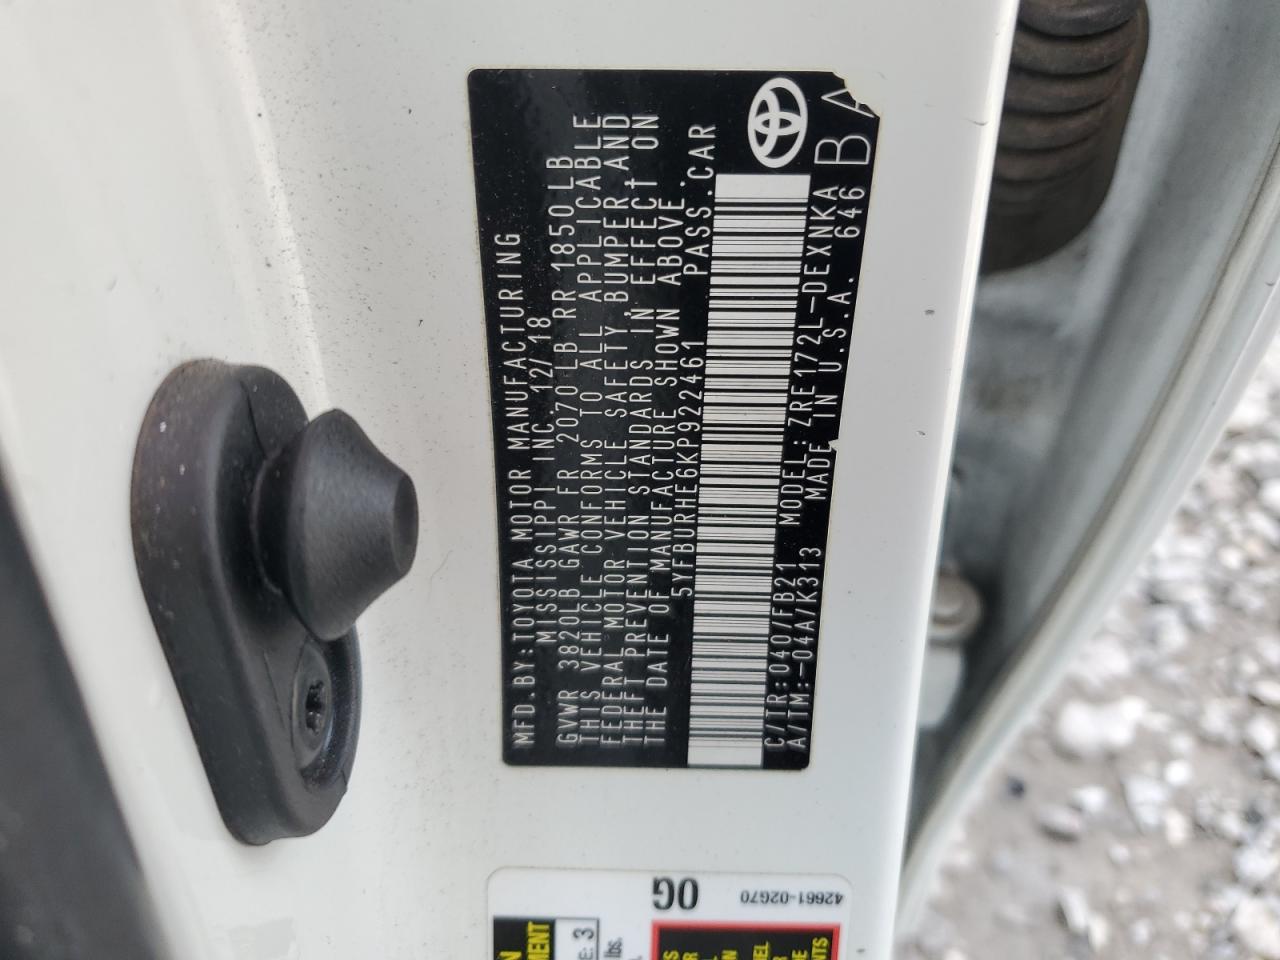 MFD.BY:TOYOTA MOTOR MANUFACTURING
MISSISSIPPI INC.12/18
GVWR 3820LB GAWR FR 2070 LB RR 1850LB
THIS VEHICLE CONFORMS TO ALL APPLICABLE
FEDERAL MOTOR VEHICLE SAFETY,BUMPER AND
THEFT PREVENTION STANDARDS IN EFFECT ON
THE DATE OF MANUFACTURE SHOWN ABOVE.
5YFBURHE6KP922461 PASS.CAR
C/TR:040/FB21 MODEL:ZRE172L-DEXNKA
A/TM:-04A/K313 MADE IN U.S.A. 646
BA
0G
42661-02G70
E: 3
lbs.